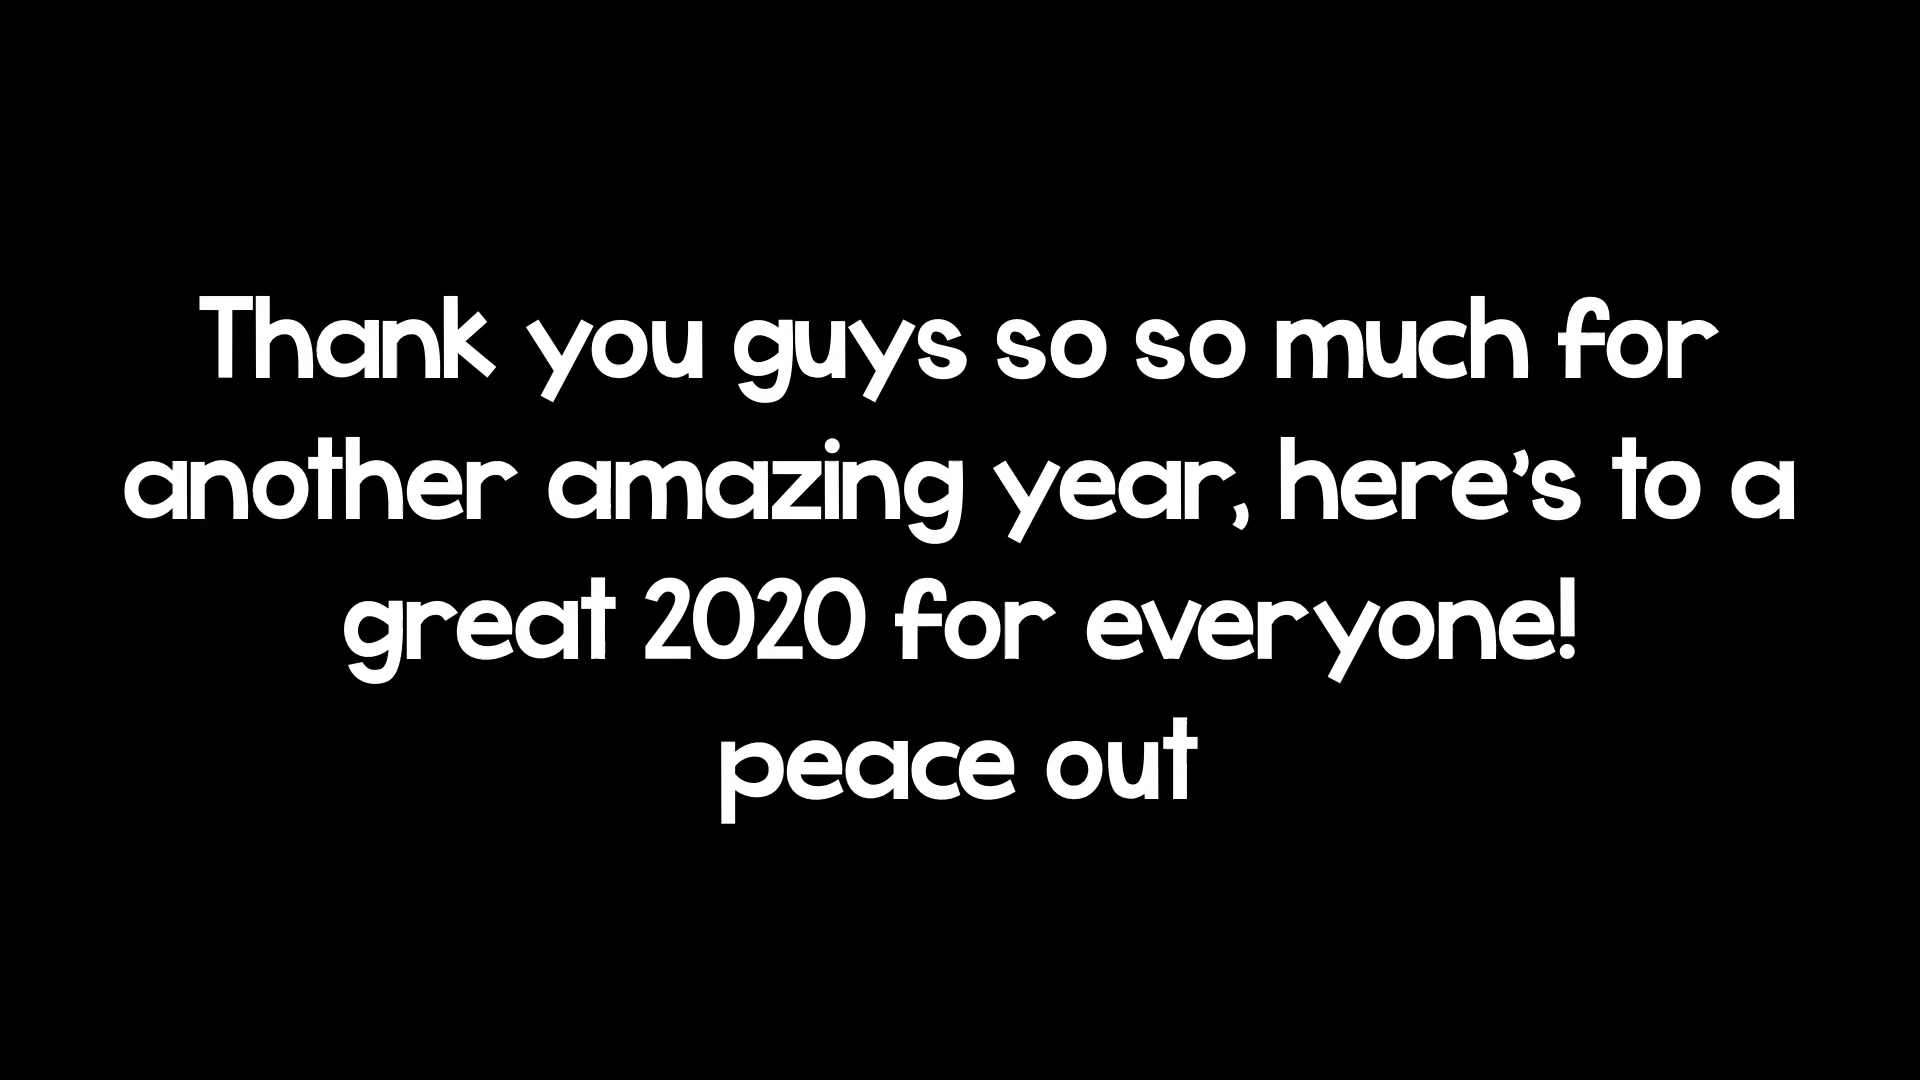 Thank you guys so so much for
another amazing year, here's to a
great 2020 for everyone!
peace out